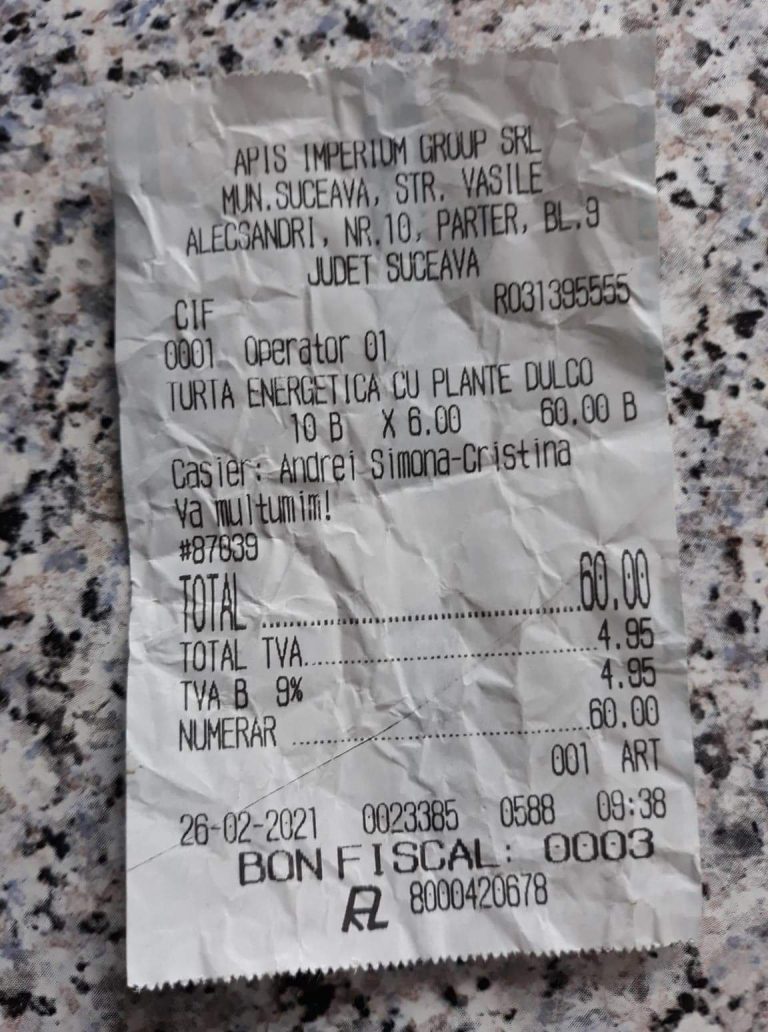 APIS IMPERIUM GROUP SRL
MUN.SUCEAVA, STR. VASILE
ALECSANDRI, NR.10, PARTER, BL.9
JUDET SUCEAVA
CIF RO31395555
0001 Operator 01
TURTA ENERGETICA CU PLANTE DULCO
10 B X 6.00 60.00 B
Casier: Andrei Simona-Cristina
Va multumim!
#87039
TOTAL 60.00
TOTAL TVA 4.95
TVA B 9% 4.95
NUMERAR 60.00
001 ART
26-02-2021 0023385 0588 09:38
BON FISCAL: 0003
8000420678